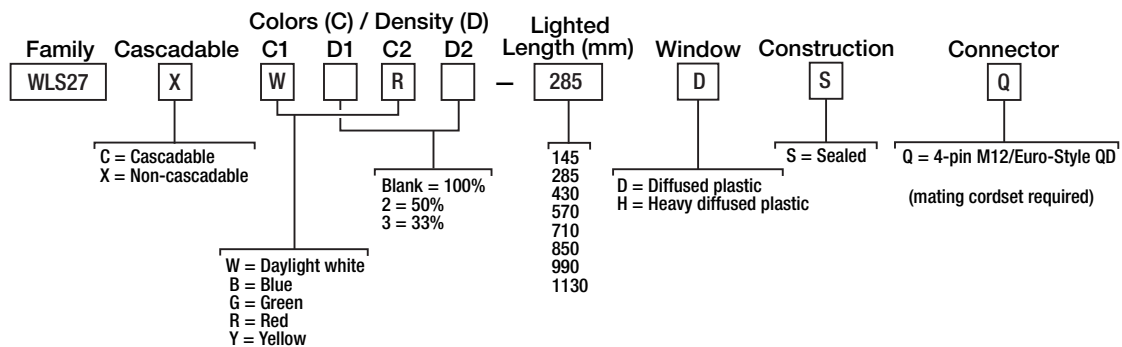 Colors (C) / Density (D)
Family Cascadable C1 D1 C2 D2 Lighted Length (mm) Window Construction Connector
WLS27 X W R – 285 D S Q
C = Cascadable
X = Non-cascadable
Blank = 100%
2 = 50%
3 = 33%
W = Daylight white
B = Blue
G = Green
R = Red
Y = Yellow
145
285
430
570
710
850
990
1130
D = Diffused plastic
H = Heavy diffused plastic
S = Sealed
Q = 4-pin M12/Euro-Style QD
(mating cordset required)